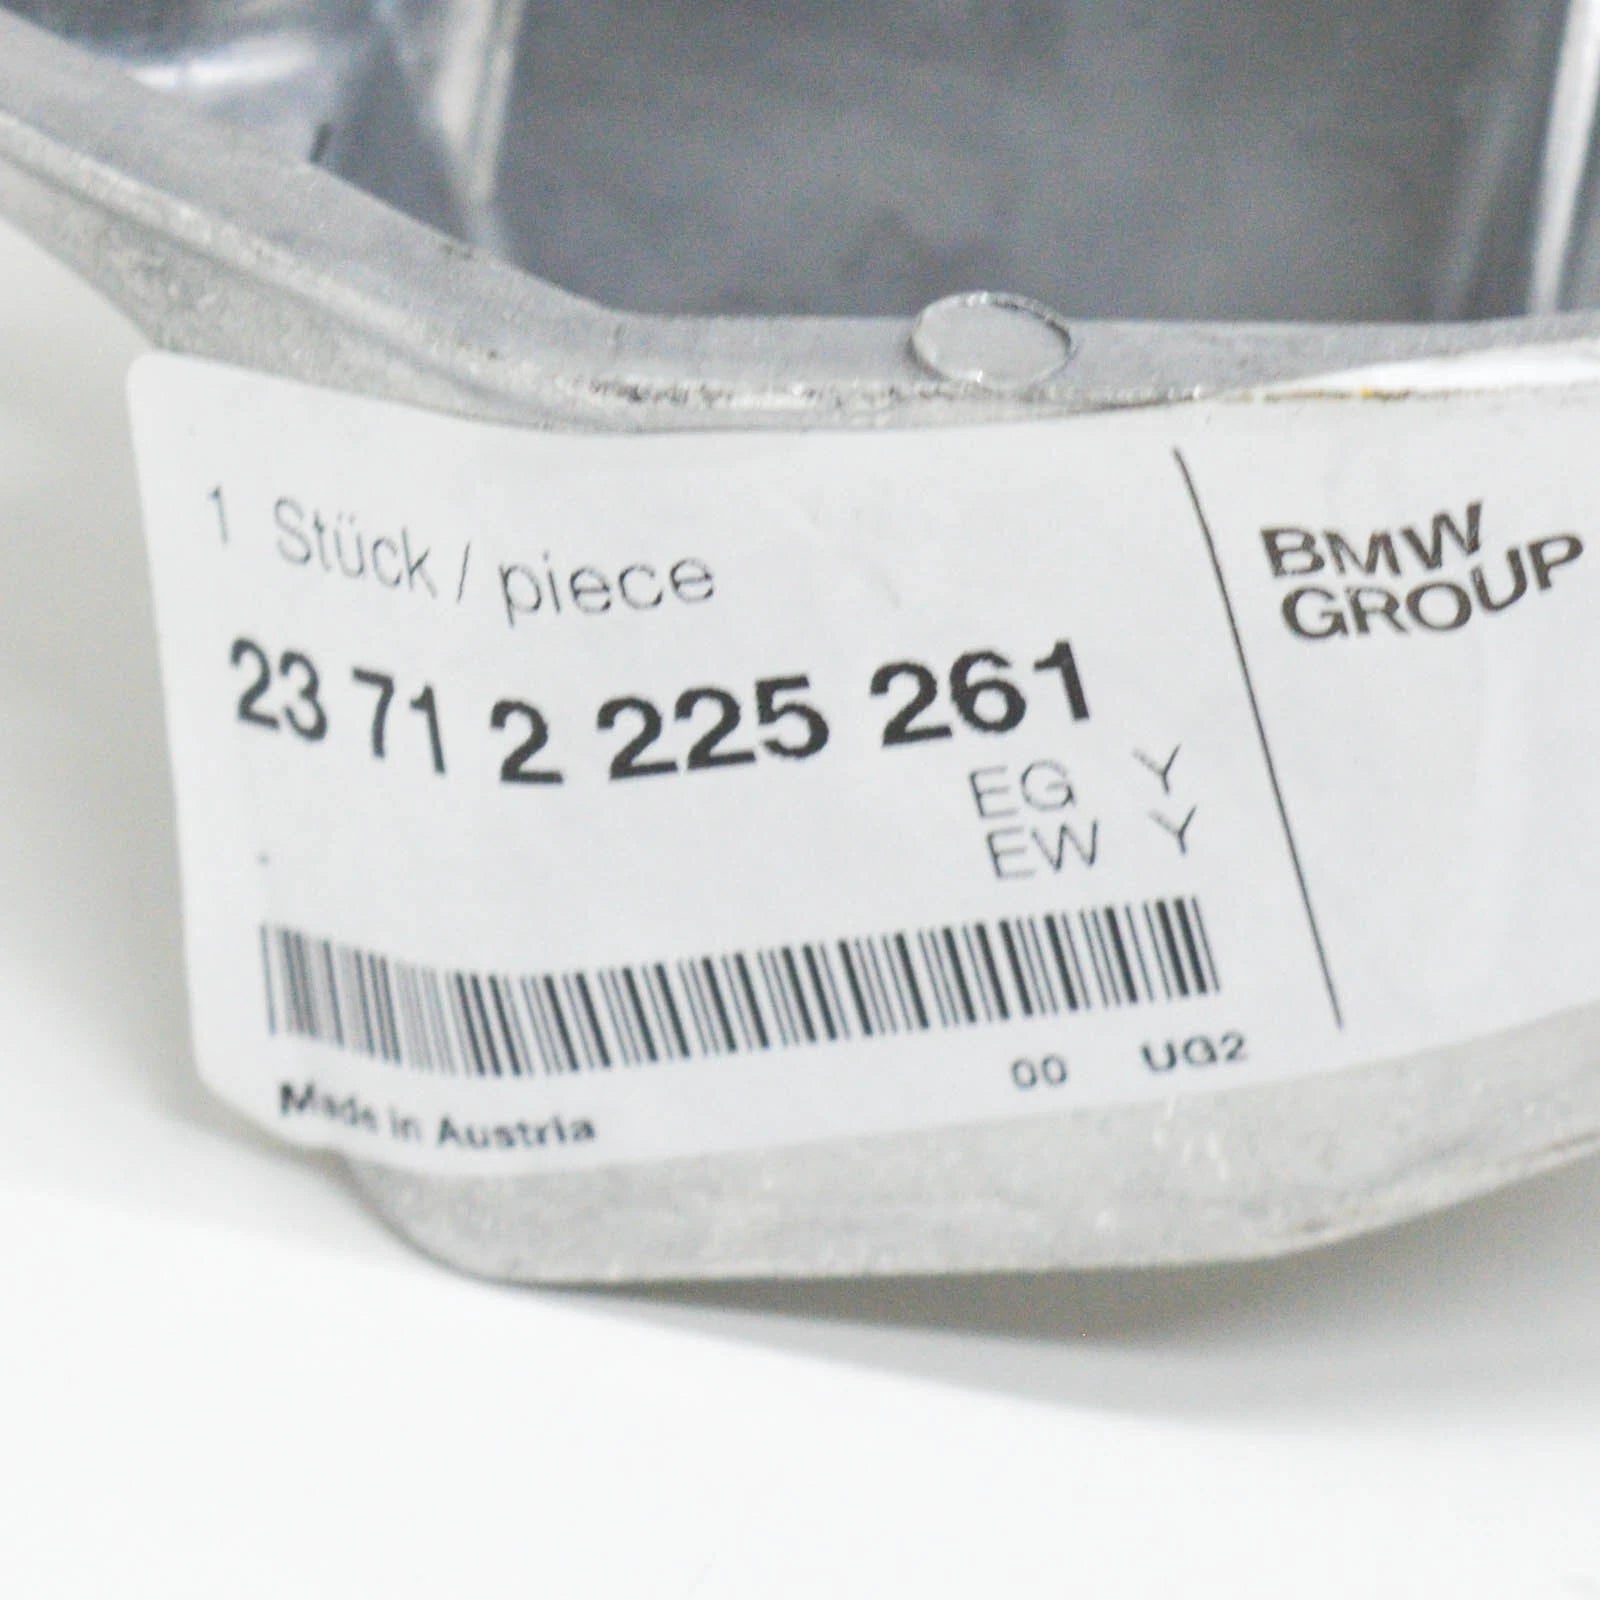 1 Stück / piece
23 71 2 225 261
EG Y
EW Y
00 UG2
Made in Austria
BMW
GROUP